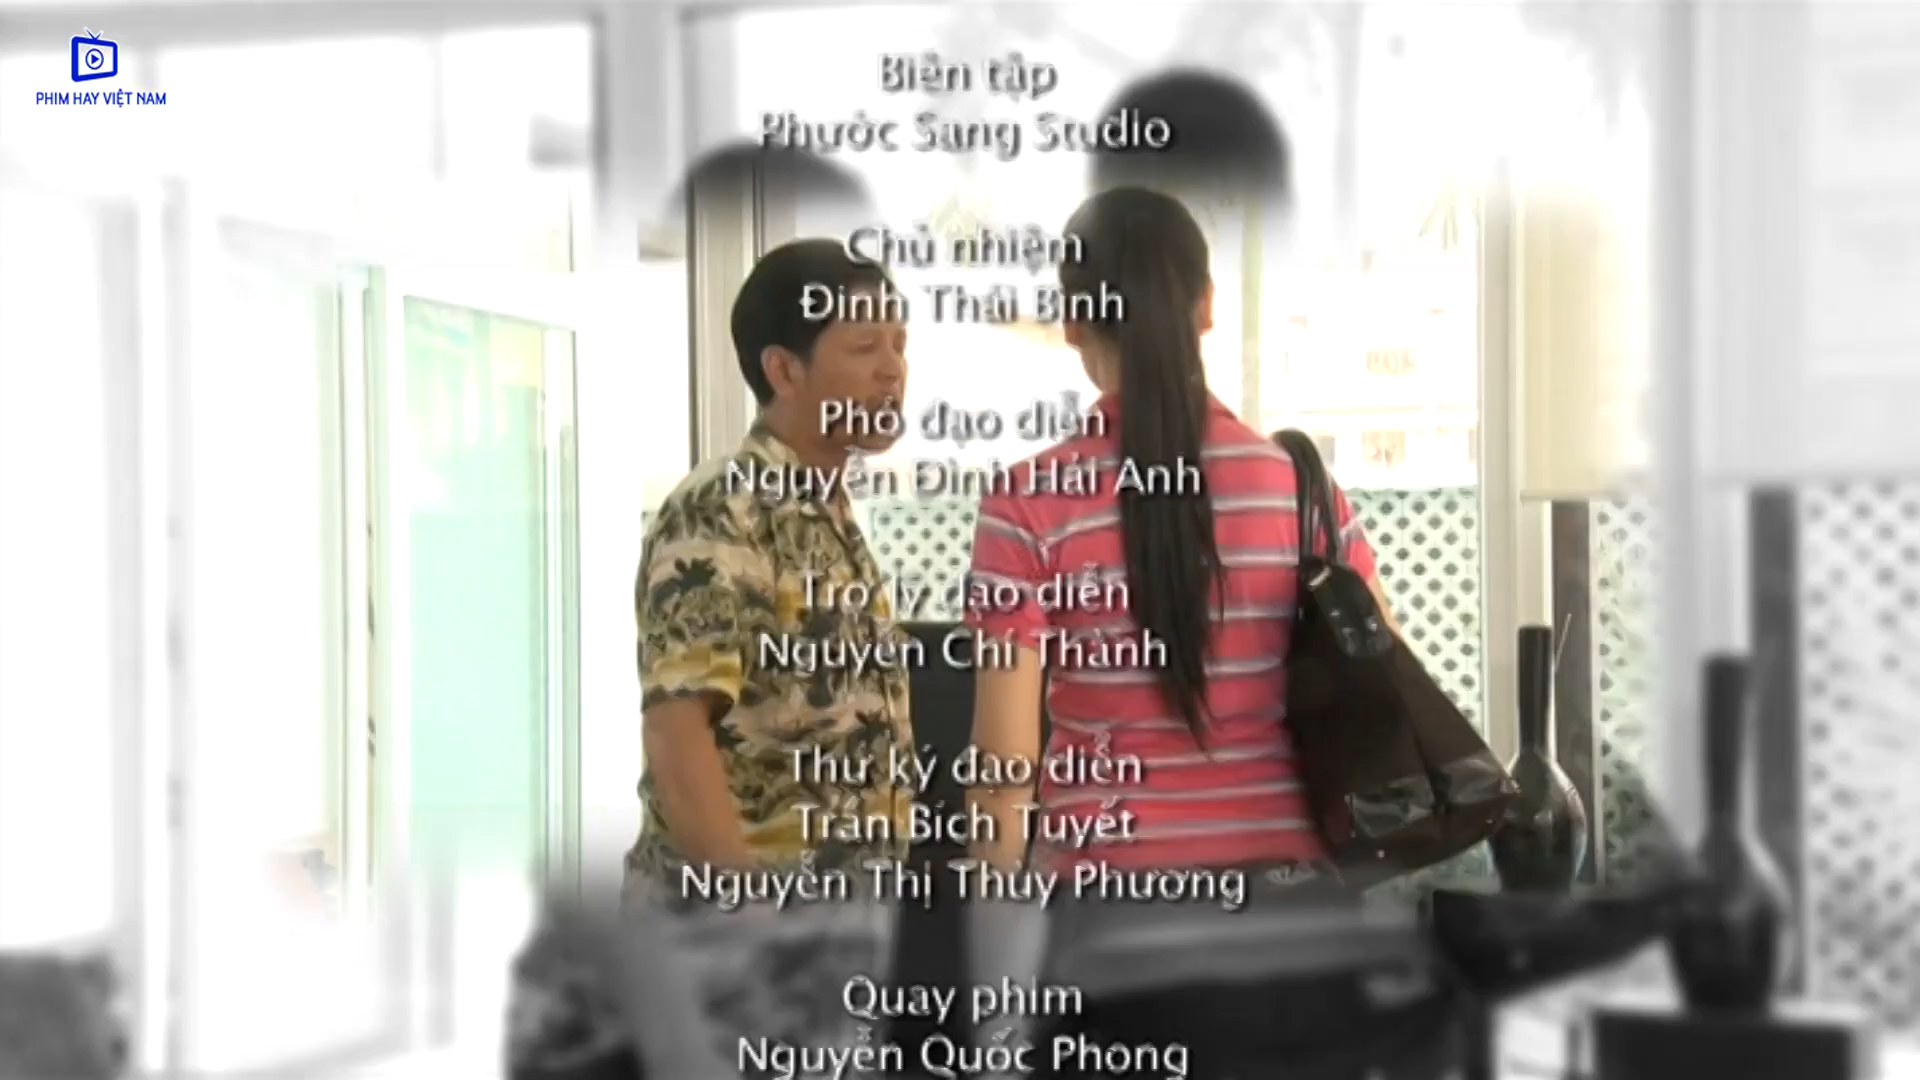 PHIM HAY VIỆT NAM
Biên tập
Phước Sang Studio
Chủ nhiệm
Đinh Thái Bình
Phó đạo diễn
Nguyễn Đình Hải Anh
Trợ lý đạo diễn
Nguyễn Chí Thành
Thư ký đạo diễn
Trần Bích Tuyết
Nguyễn Thị Thùy Phương
Quay phim
Nguyễn Quốc Phong